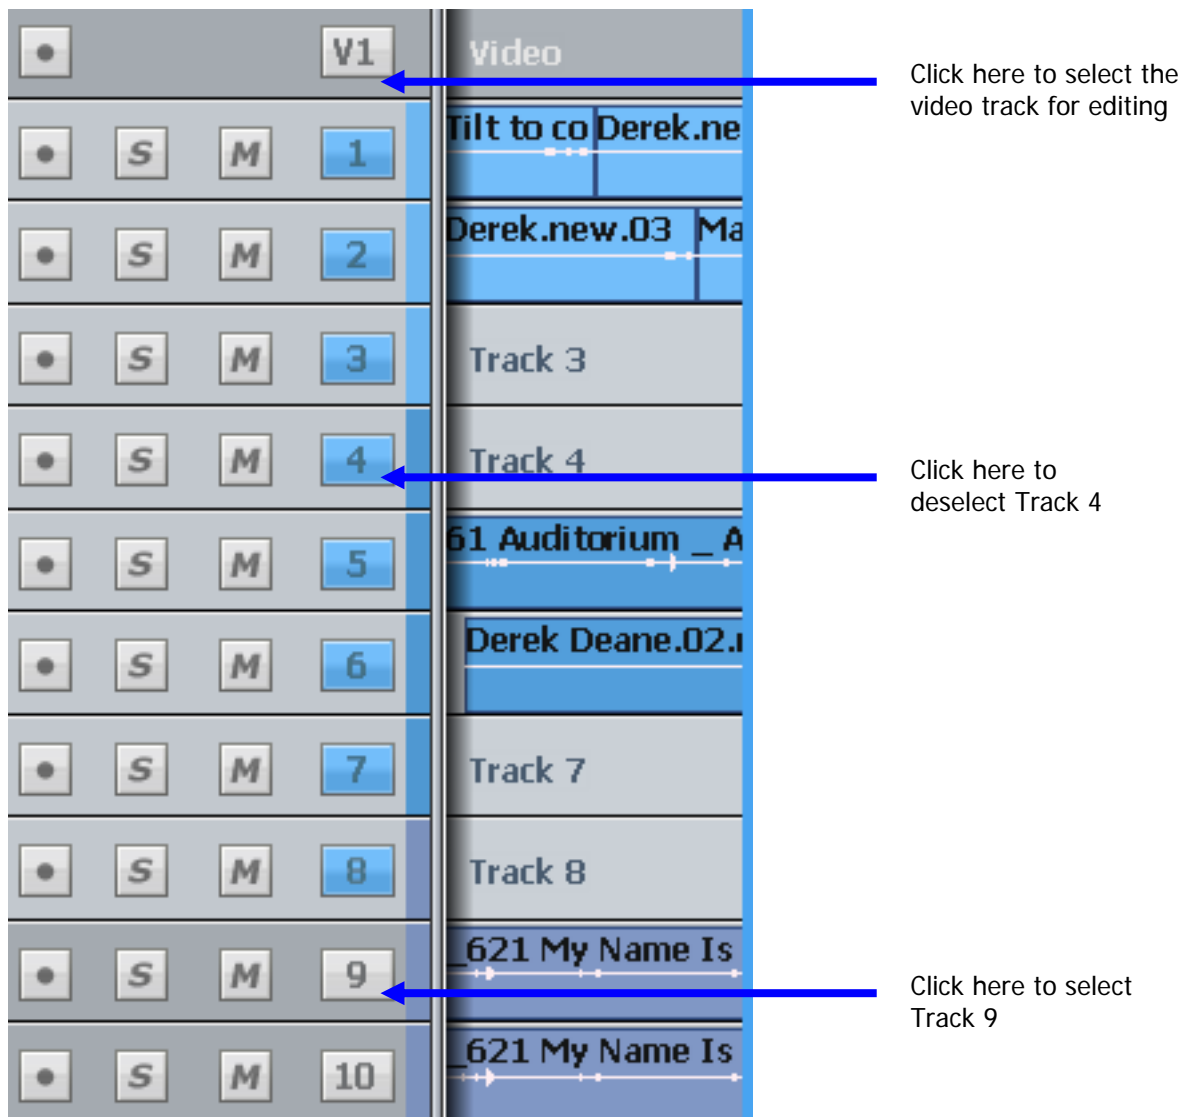 V1 Video
Click here to select the
video track for editing
S M 1 Tilt to co Derek.ne
S M 2 Derek.new.03 Ma
S M 3 Track 3
S M 4 Track 4
Click here to
deselect Track 4
S M 5 61 Auditorium _ A
S M 6 Derek Deane.02.
S M 7 Track 7
S M 8 Track 8
S M 9 _621 My Name Is
Click here to select
Track 9
S M 10 _621 My Name Is